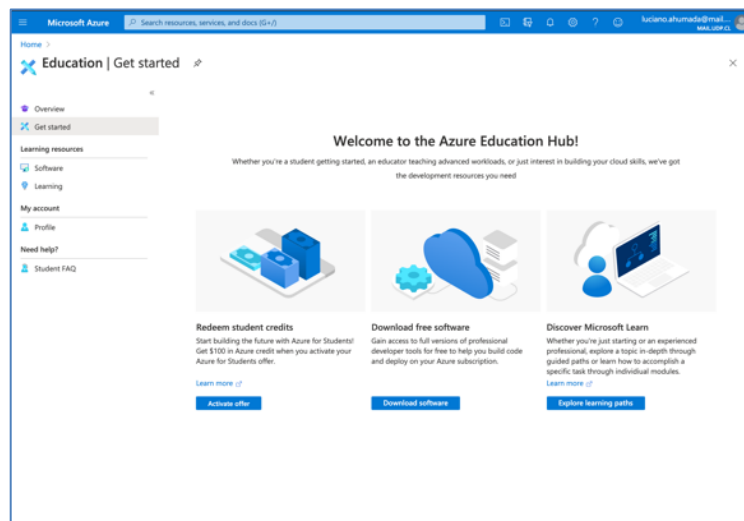 Microsoft Azure
Search resources, services, and docs (G+/)
luciano.ahumada@mail....
MAIL.UDP.CL
Home >
Education | Get started
Overview
Get started
Learning resources
Software
Learning
My account
Profile
Need help?
Student FAQ
Welcome to the Azure Education Hub!
Whether you're a student getting started, an educator teaching advanced workloads, or just interest in building your cloud skills, we've got
the development resources you need
Redeem student credits
Start building the future with Azure for Students!
Get $100 in Azure credit when you activate your
Azure for Students offer.
Learn more
Activate offer
Download free software
Gain access to full versions of professional
developer tools for free to help you build code
and deploy on your Azure subscription.
Download software
Discover Microsoft Learn
Whether you're just starting or an experienced
professional, explore a topic in-depth through
guided paths or learn how to accomplish a
specific task through individiual modules.
Learn more
Explore learning paths